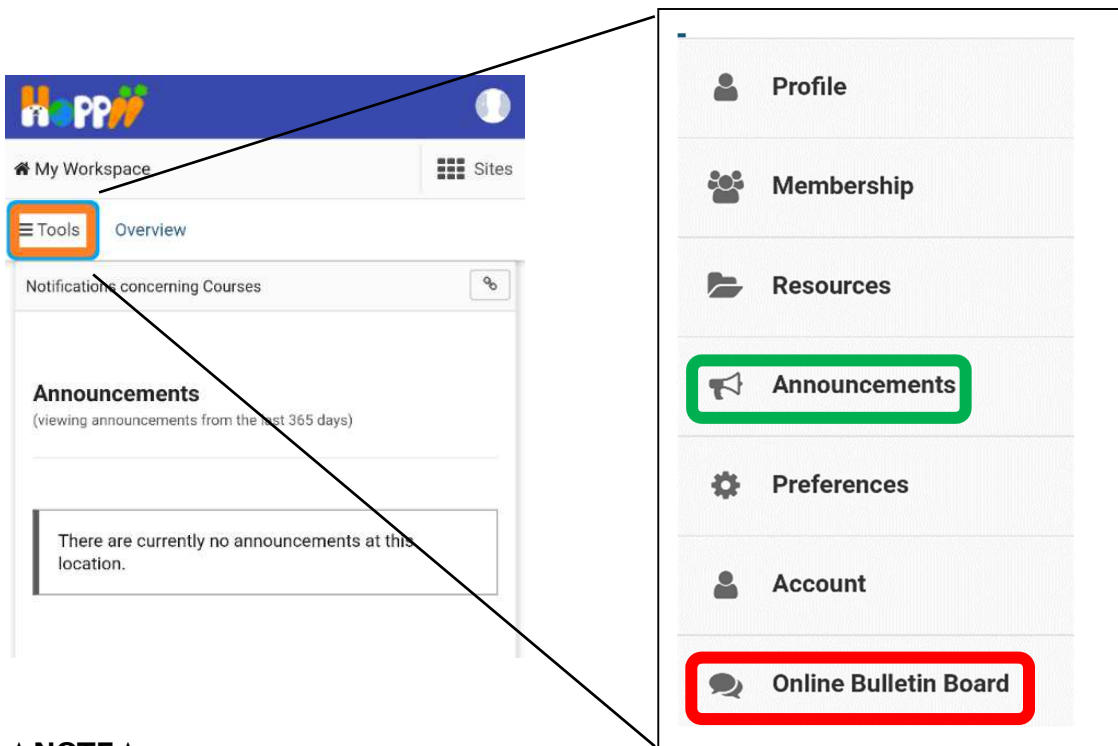 Hoppii
My Workspace
Sites
Tools
Overview
Notifications concerning Courses
Announcements
(viewing announcements from the last 365 days)
There are currently no announcements at this
location.
Profile
Membership
Resources
Announcements
Preferences
Account
Online Bulletin Board